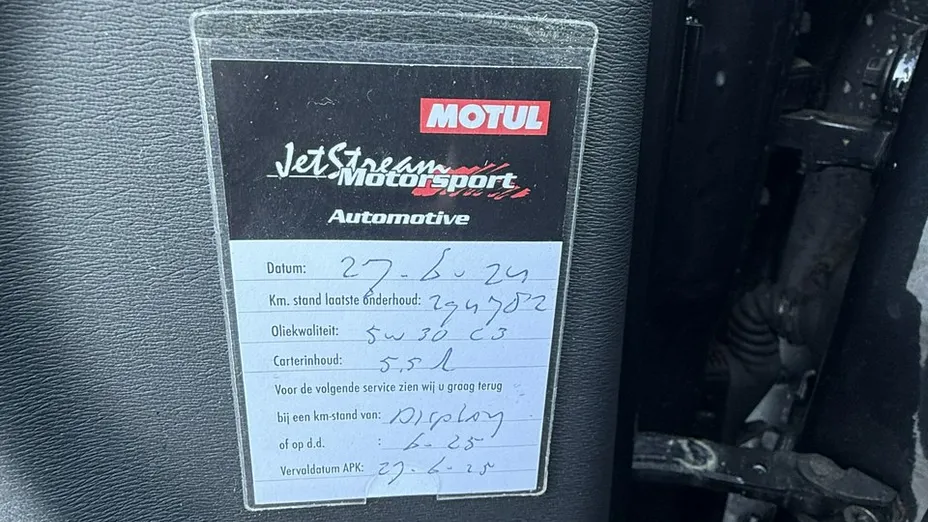 MOTUL
JetStream
Motorsport
Automotive
Datum: 27-6-24
Km. stand laatste onderhoud: 294782
Oliekwaliteit: 5w30 C3
Carterinhoud: 5,5 l
Voor de volgende service zien wij u graag terug
bij een km-stand van: Display
of op d.d. : 6-25
Vervaldatum APK: 27-6-25